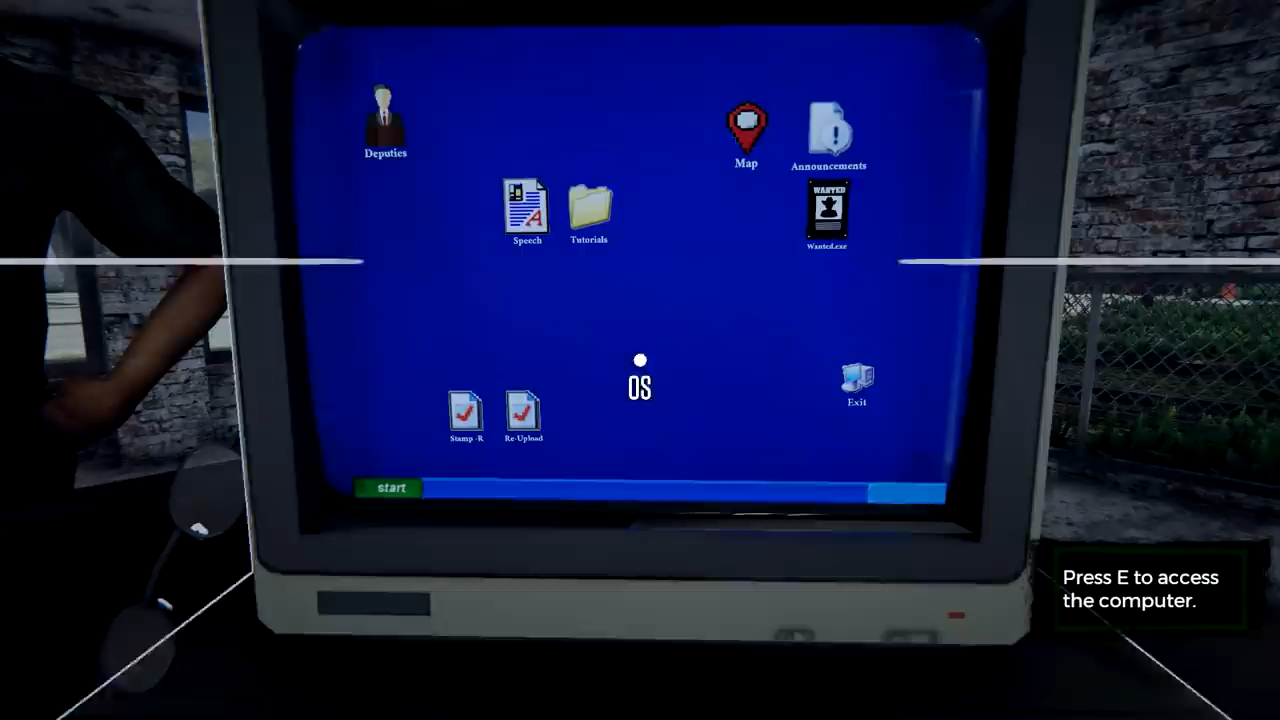 Deputies
Map
Announcements
WANTED
Speech
Tutorials
Wanted.exe
OS
Exit
Stamp -R
Re-Upload
start
Press E to access
the computer.